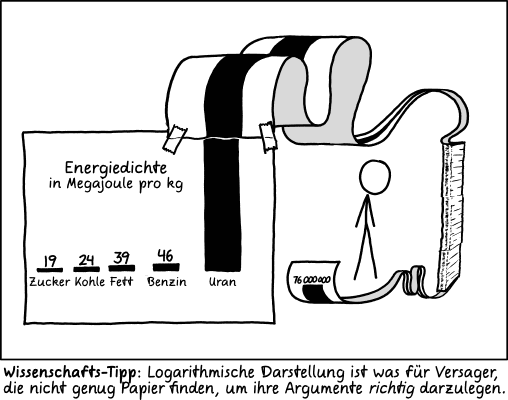 Energiedichte
in Megajoule pro kg
19 24 39 46
Zucker Kohle Fett Benzin Uran
76 000 000
Wissenschafts-Tipp: Logarithmische Darstellung ist was für Versager,
die nicht genug Papier finden, um ihre Argumente richtig darzulegen.